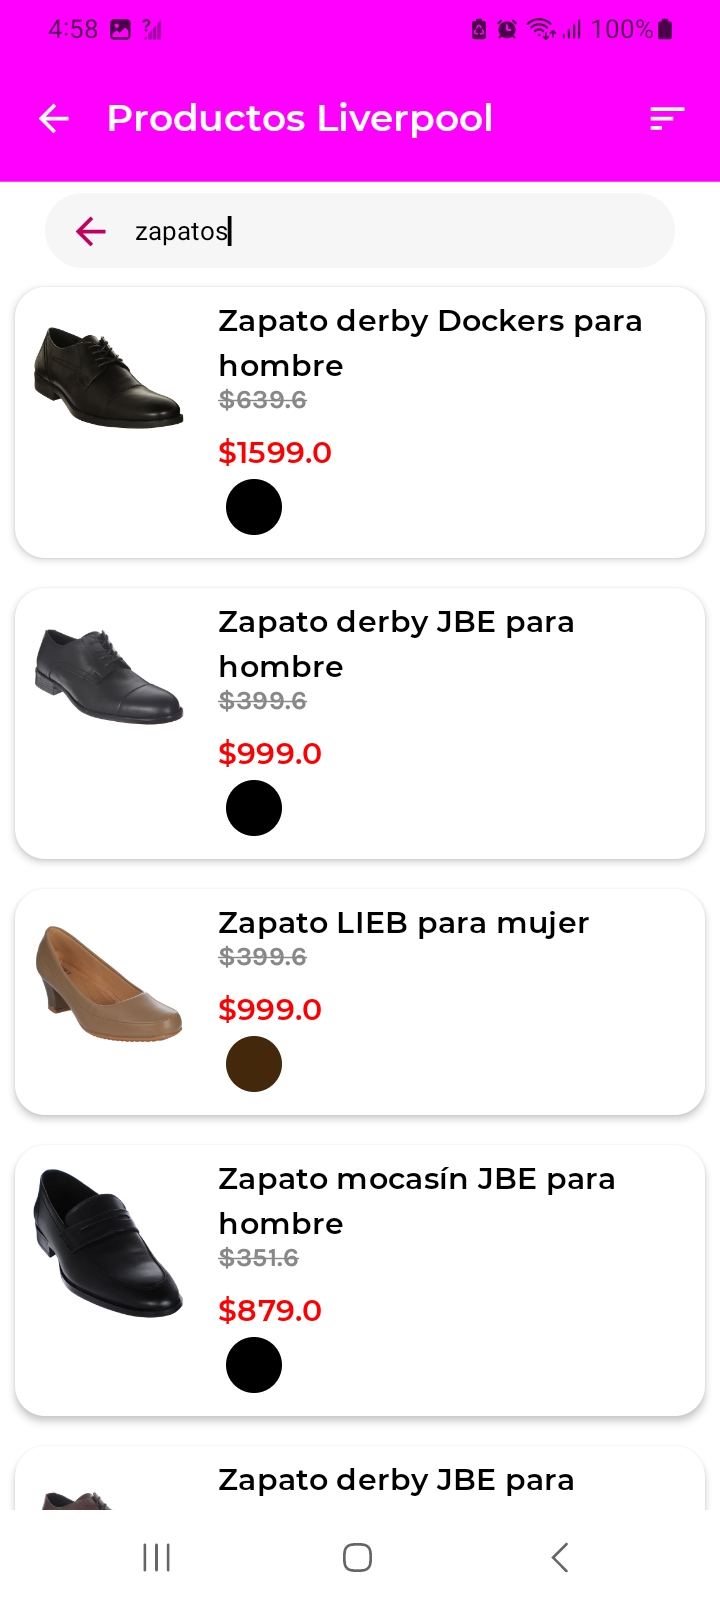 4:58
?
100%
Productos Liverpool
zapatos
Zapato derby Dockers para
hombre
$639.6
$1599.0
Zapato derby JBE para
hombre
$399.6
$999.0
Zapato LIEB para mujer
$399.6
$999.0
Zapato mocasín JBE para
hombre
$351.6
$879.0
Zapato derby JBE para